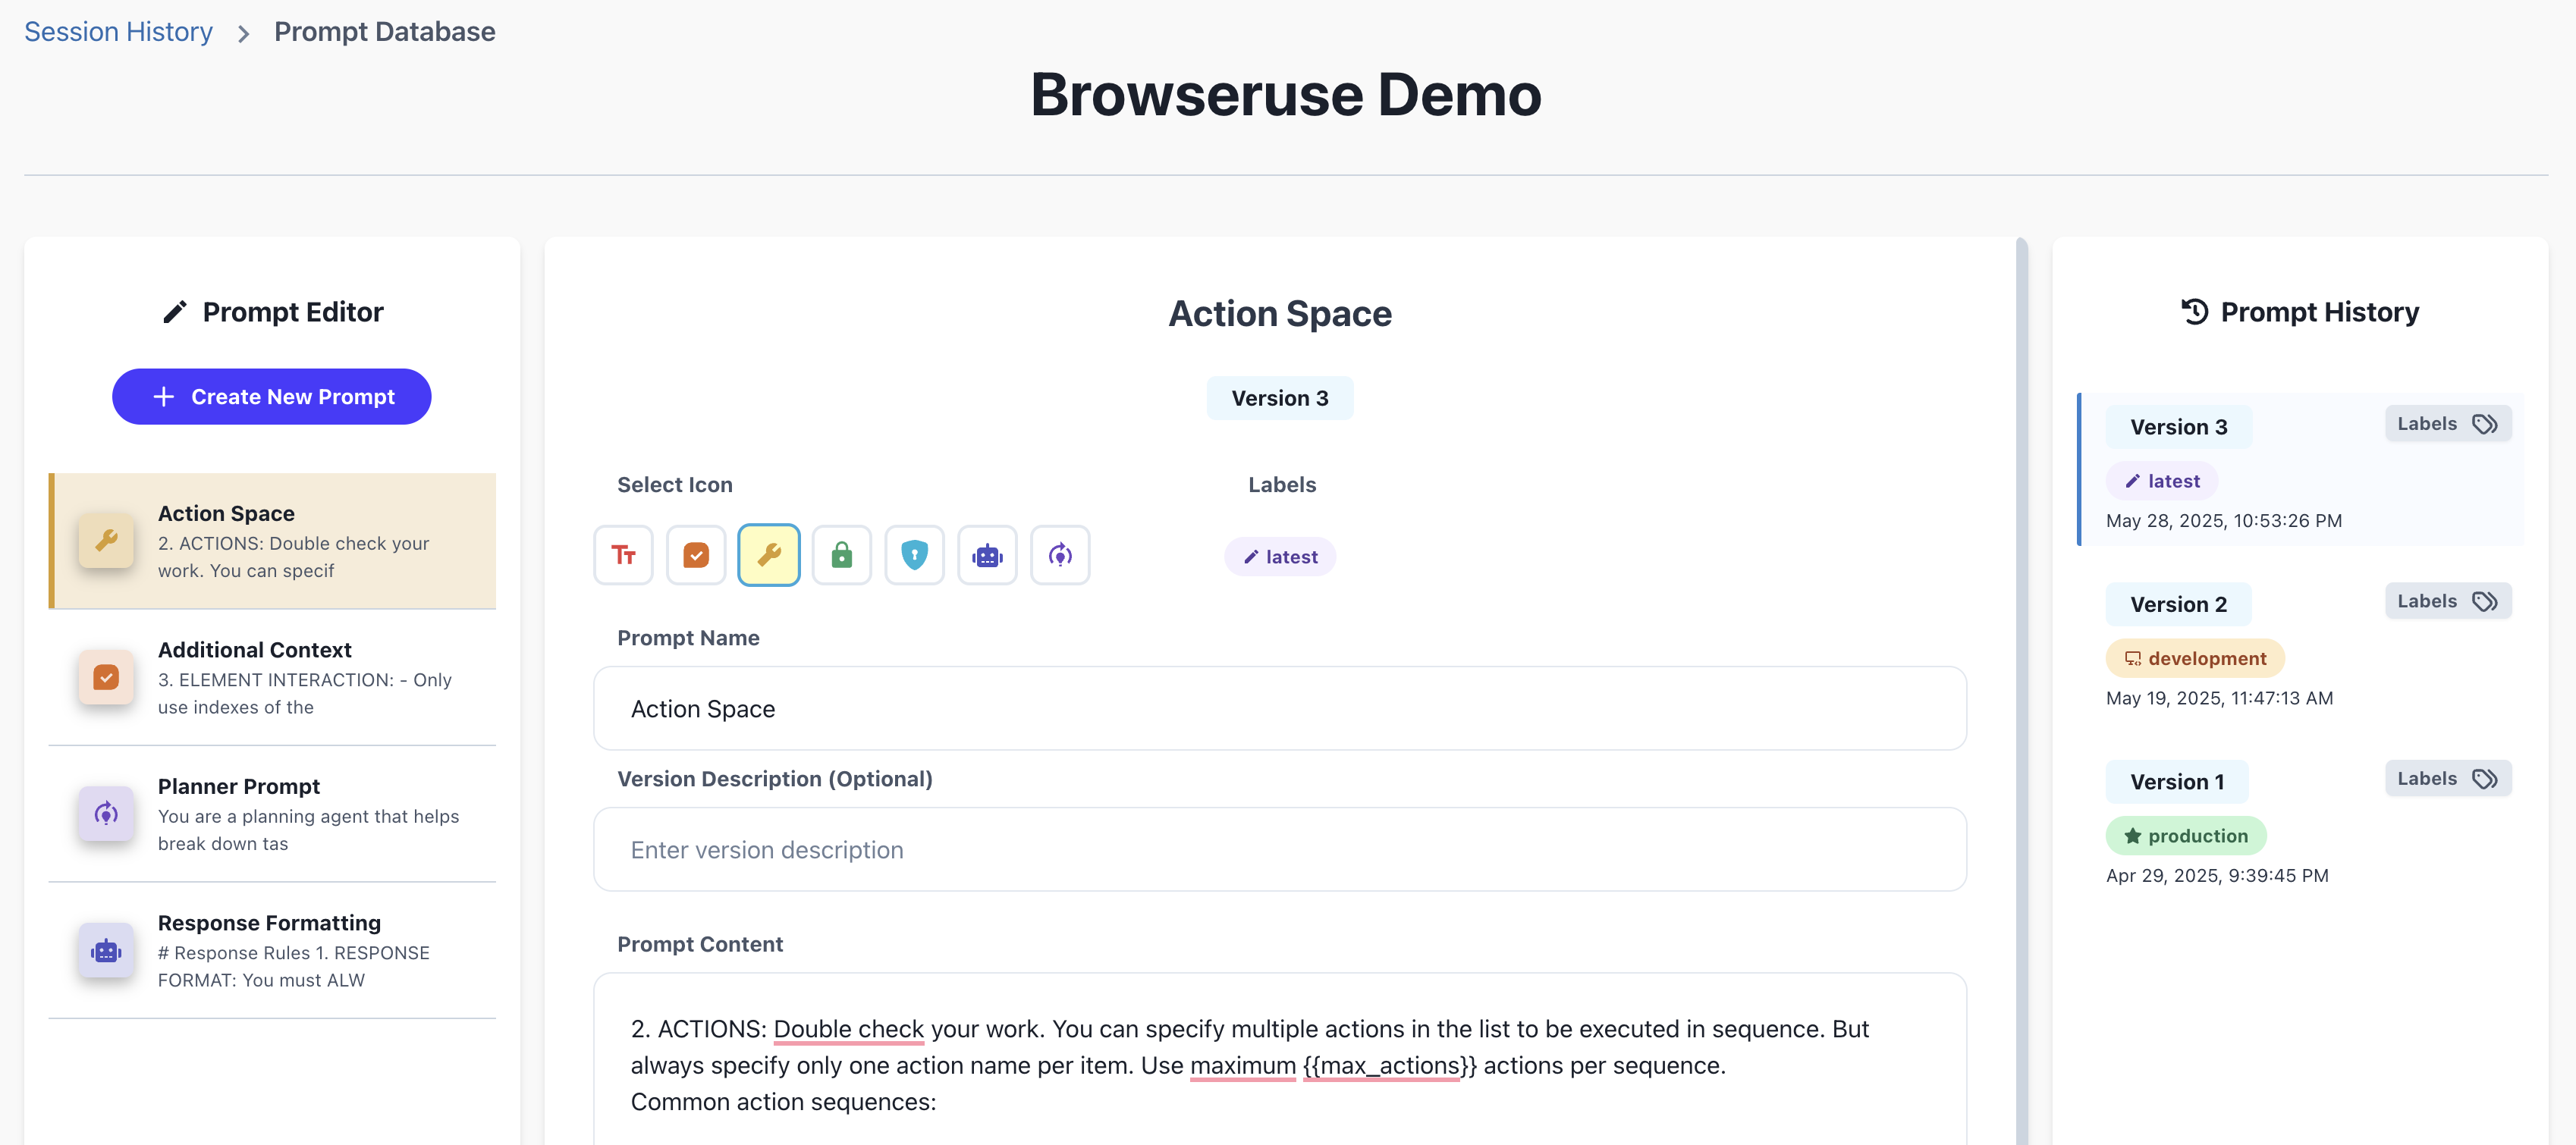 Session History > Prompt Database
Browseruse Demo
Prompt Editor
Create New Prompt
Action Space
2. ACTIONS: Double check your
work. You can specif
Additional Context
3. ELEMENT INTERACTION: - Only
use indexes of the
Planner Prompt
You are a planning agent that helps
break down tas
Response Formatting
# Response Rules 1. RESPONSE
FORMAT: You must ALW
Action Space
Version 3
Select Icon
Labels
Tt
latest
Prompt Name
Action Space
Version Description (Optional)
Enter version description
Prompt Content
2. ACTIONS: Double check your work. You can specify multiple actions in the list to be executed in sequence. But
always specify only one action name per item. Use maximum {{max_actions}} actions per sequence.
Common action sequences:
Prompt History
Version 3
Labels
latest
May 28, 2025, 10:53:26 PM
Version 2
Labels
development
May 19, 2025, 11:47:13 AM
Version 1
Labels
production
Apr 29, 2025, 9:39:45 PM